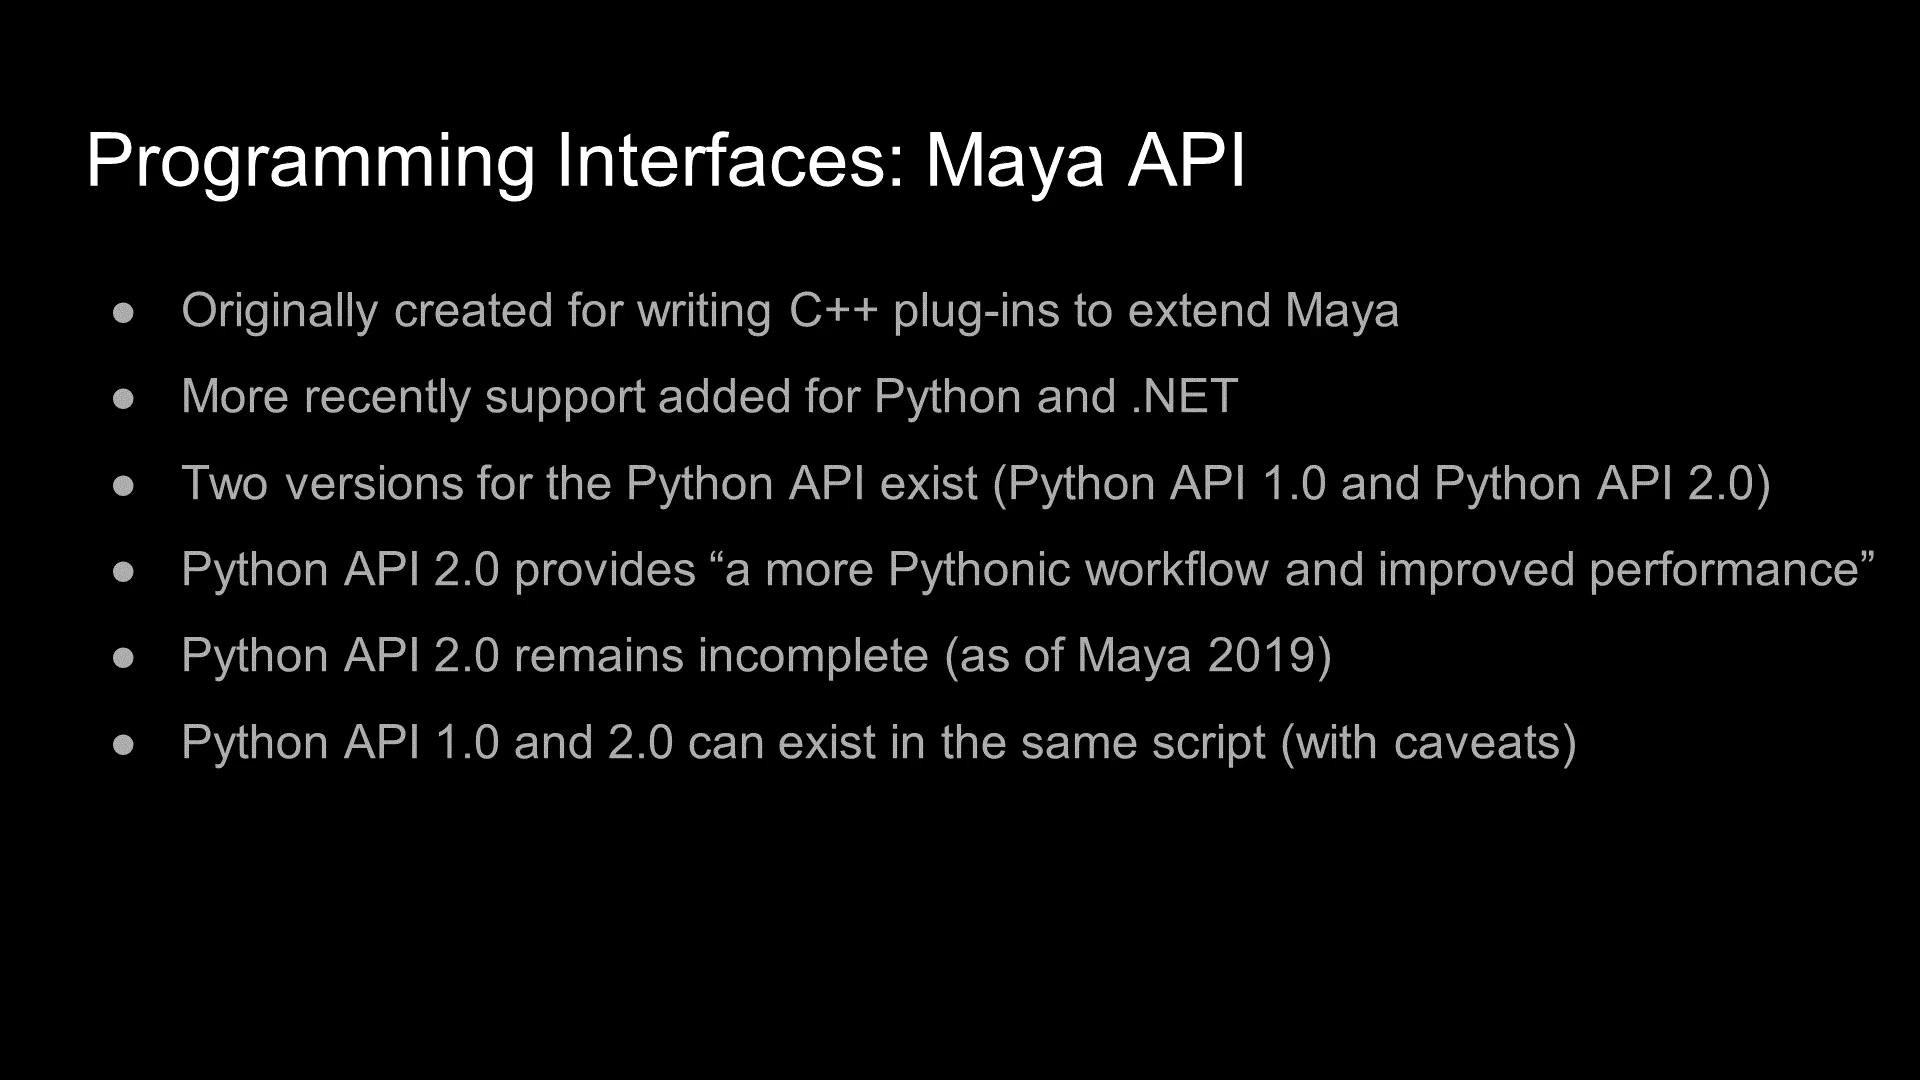 Programming Interfaces: Maya API
● Originally created for writing C++ plug-ins to extend Maya
● More recently support added for Python and .NET
● Two versions for the Python API exist (Python API 1.0 and Python API 2.0)
● Python API 2.0 provides “a more Pythonic workflow and improved performance”
● Python API 2.0 remains incomplete (as of Maya 2019)
● Python API 1.0 and 2.0 can exist in the same script (with caveats)